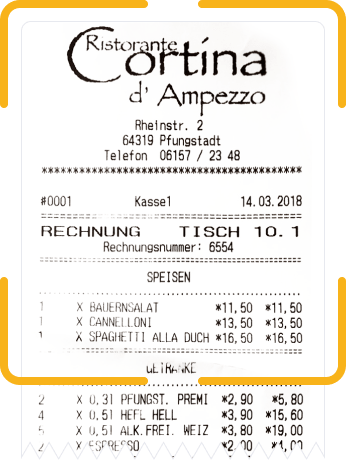 Ristorante
Cortina
d' Ampezzo
Rheinstr. 2
64319 Pfungstadt
Telefon 06157 / 23 48
******************************************
#0001 Kasse1 14.03.2018
RECHNUNG TISCH 10.1
Rechnungsnummer: 6554
SPEISEN
1 X BAUERNSALAT *11,50 *11,50
1 X CANNELLONI *13,50 *13,50
1 X SPAGHETTI ALLA DUCH *16,50 *16,50
GETRÄNKE
2 X 0,3l PFUNGST. PREMI *2,90 *5,80
4 X 0,5l HEFE HELL *3,90 *15,60
5 X 0,5l ALK.FREI. WEIZ *3,80 *19,00
2 X ESPRESSO